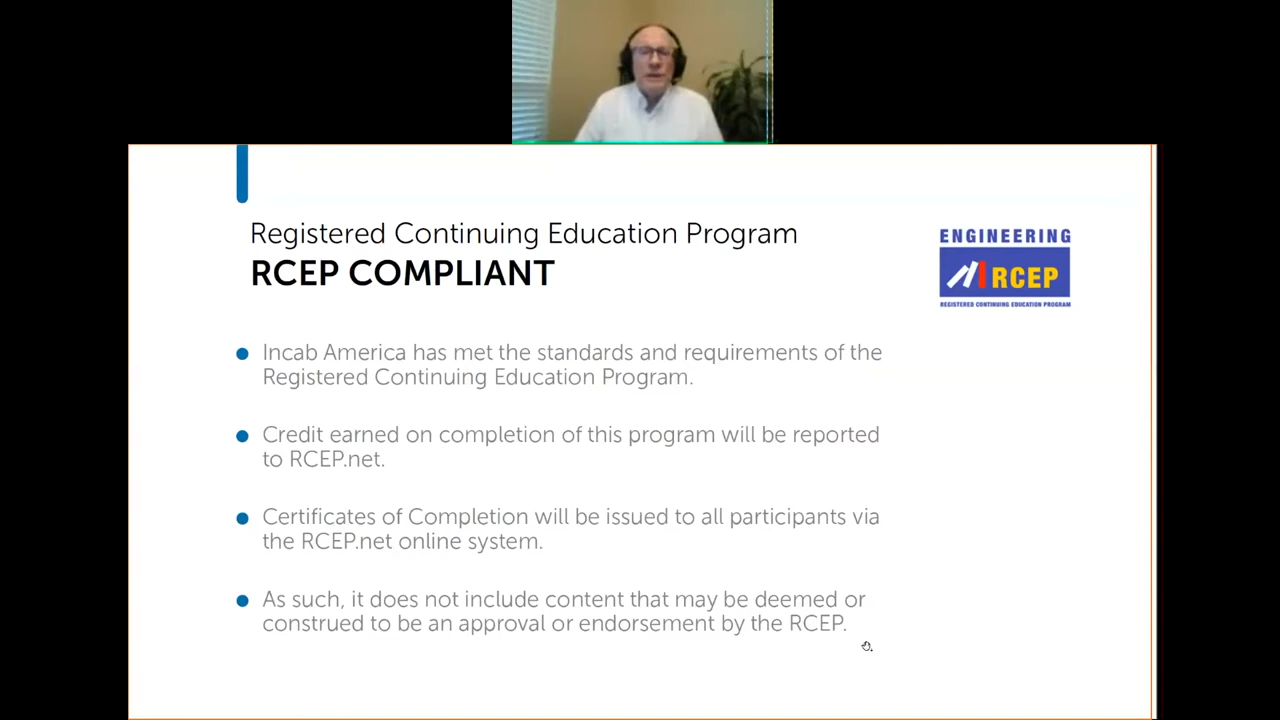 Registered Continuing Education Program
RCEP COMPLIANT
ENGINEERING
RCEP
REGISTERED CONTINUING EDUCATION PROGRAM
Incab America has met the standards and requirements of the
Registered Continuing Education Program.
Credit earned on completion of this program will be reported
to RCEP.net.
Certificates of Completion will be issued to all participants via
the RCEP.net online system.
As such, it does not include content that may be deemed or
construed to be an approval or endorsement by the RCEP.